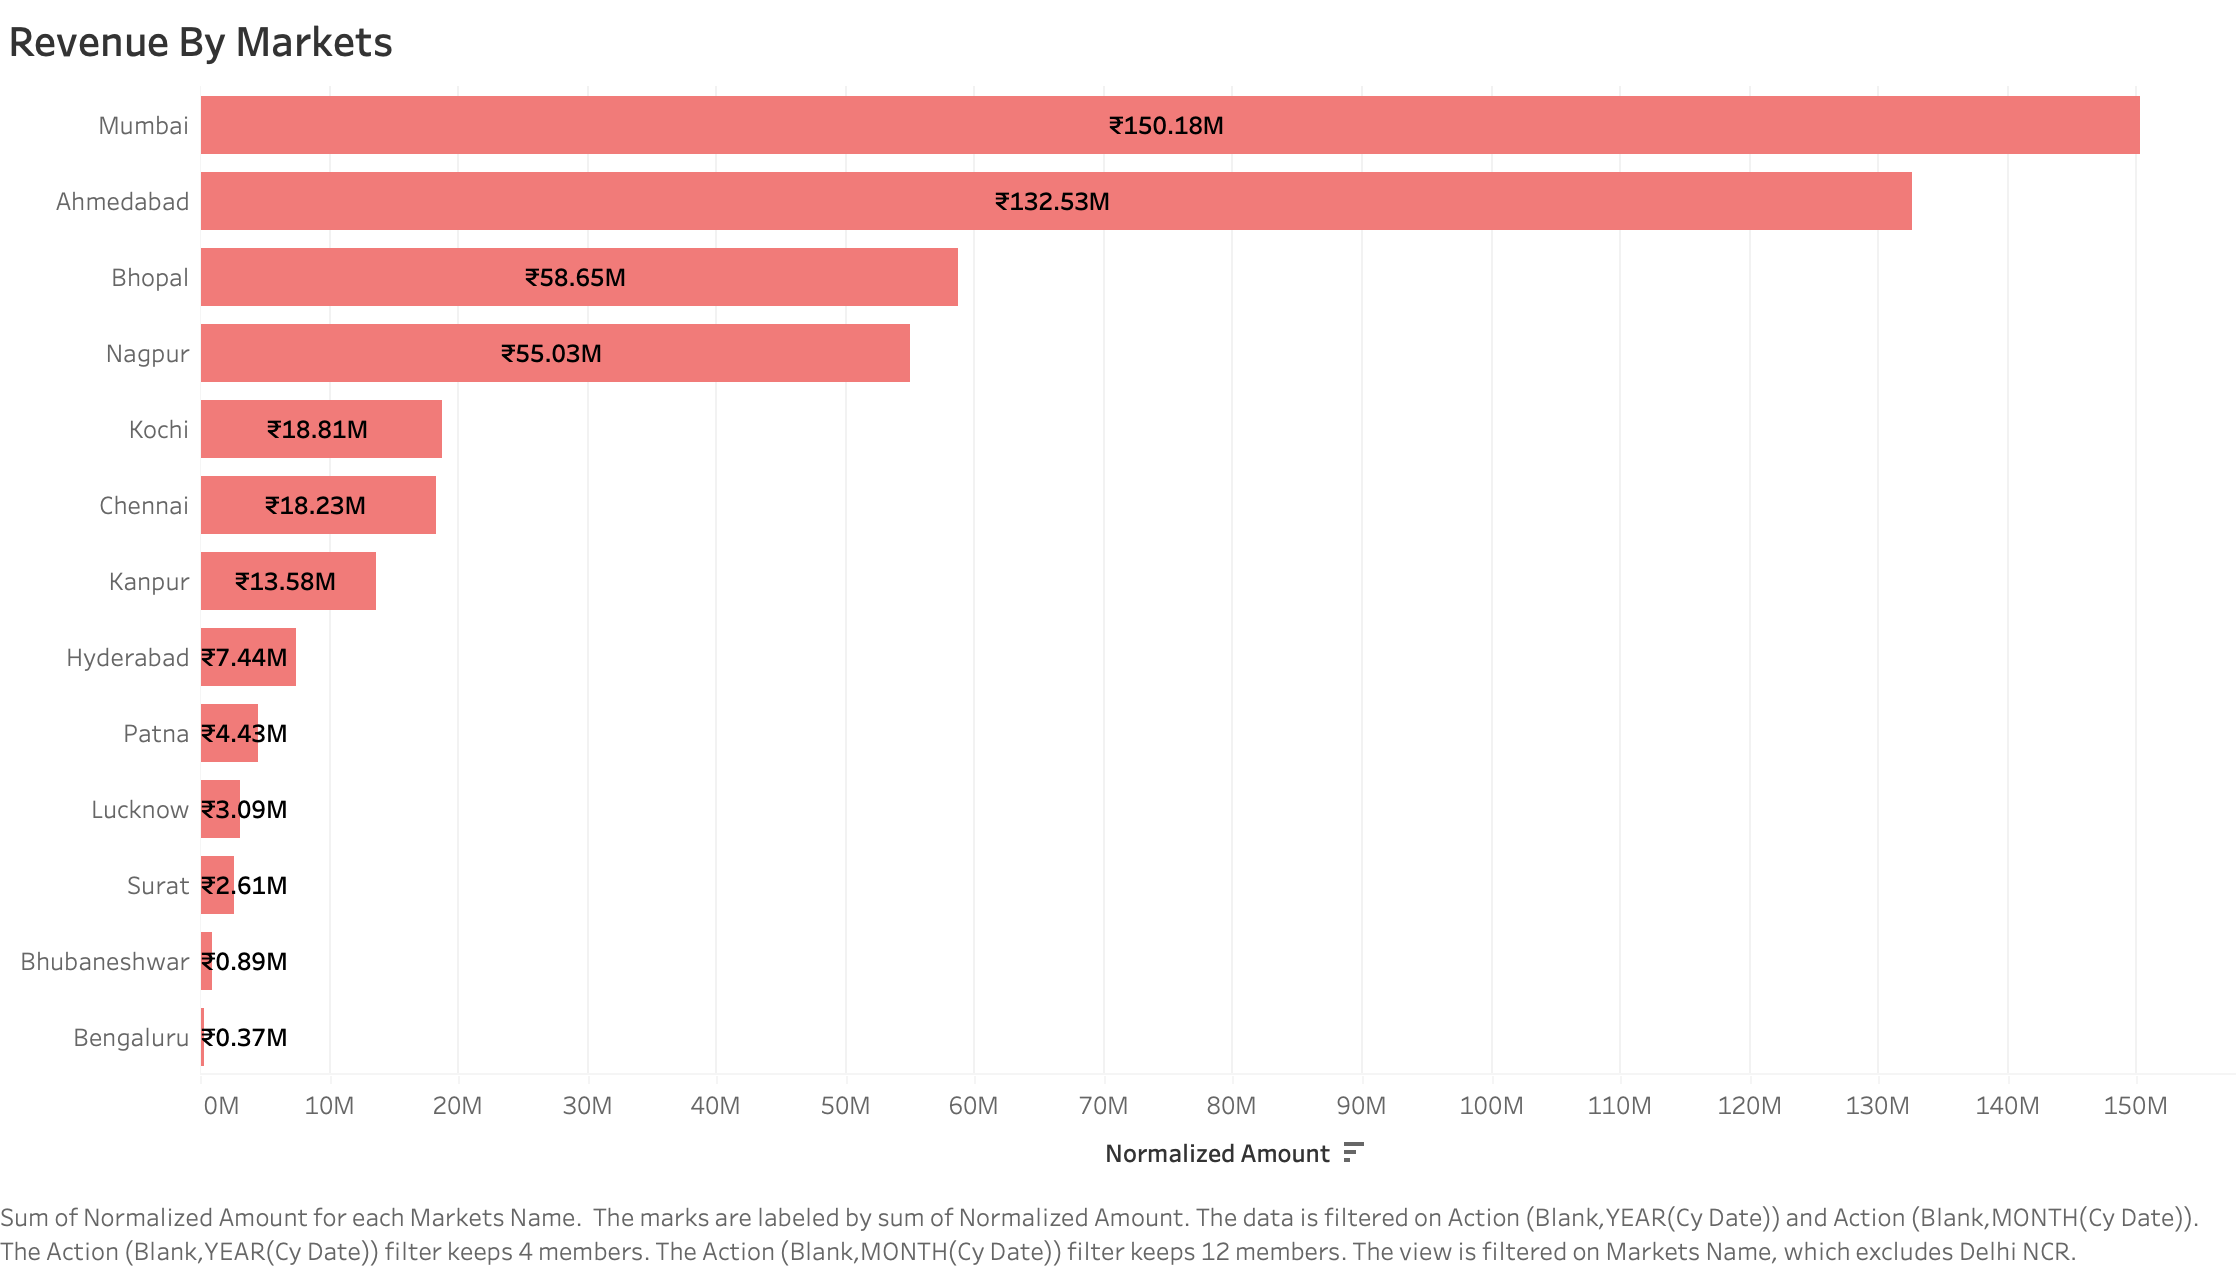 Revenue By Markets
Mumbai ₹150.18M
Ahmedabad ₹132.53M
Bhopal ₹58.65M
Nagpur ₹55.03M
Kochi ₹18.81M
Chennai ₹18.23M
Kanpur ₹13.58M
Hyderabad ₹7.44M
Patna ₹4.43M
Lucknow ₹3.09M
Surat ₹2.61M
Bhubaneshwar ₹0.89M
Bengaluru ₹0.37M
0M 10M 20M 30M 40M 50M 60M 70M 80M 90M 100M 110M 120M 130M 140M 150M
Normalized Amount
Sum of Normalized Amount for each Markets Name.  The marks are labeled by sum of Normalized Amount. The data is filtered on Action (Blank,YEAR(Cy Date)) and Action (Blank,MONTH(Cy Date)).
The Action (Blank,YEAR(Cy Date)) filter keeps 4 members. The Action (Blank,MONTH(Cy Date)) filter keeps 12 members. The view is filtered on Markets Name, which excludes Delhi NCR.